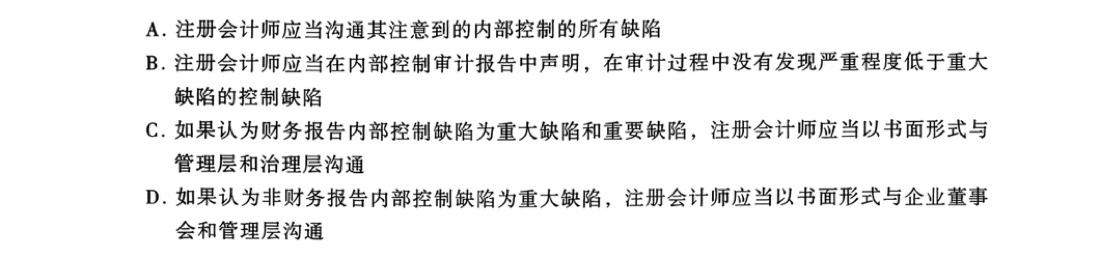 A. 注册会计师应当沟通其注意到的内部控制的所有缺陷
B. 注册会计师应当在内部控制审计报告中声明，在审计过程中没有发现严重程度低于重大
缺陷的控制缺陷
C. 如果认为财务报告内部控制缺陷为重大缺陷和重要缺陷，注册会计师应当以书面形式与
管理层和治理层沟通
D. 如果认为非财务报告内部控制缺陷为重大缺陷，注册会计师应当以书面形式与企业董事
会和管理层沟通